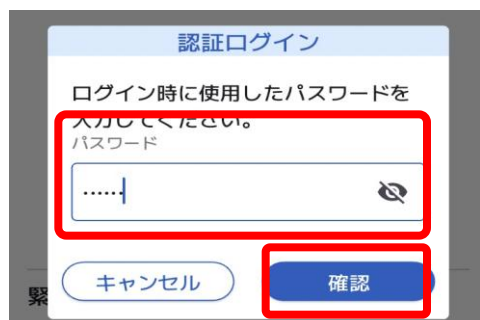 認証ログイン
ログイン時に使用したパスワードを
入力してください。
パスワード
······
キャンセル
確認
緊